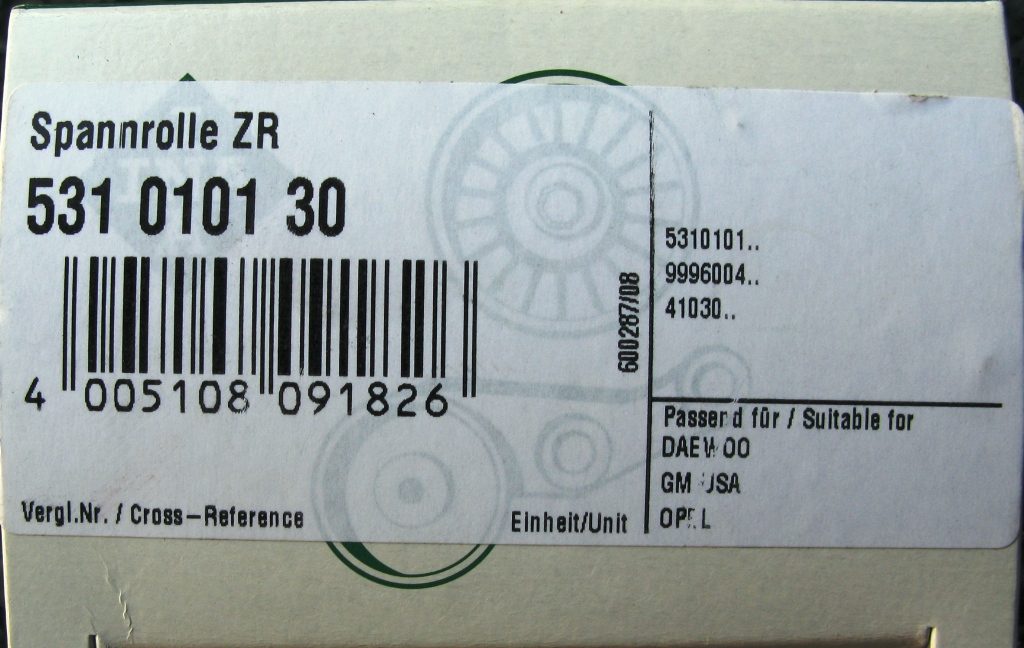 Spannrolle ZR
531 0101 30
4 005108 091826
Vergl.Nr. / Cross-Reference
Einheit/Unit
600287/08
5310101..
9996004..
41030..
Passend für / Suitable for
DAEWOO
GM USA
OPEL